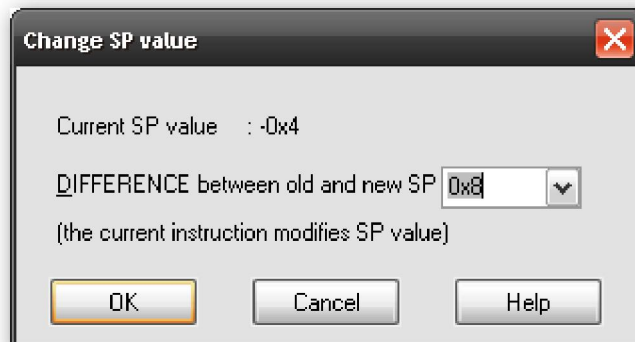 Change SP value
Current SP value : -0x4
DIFFERENCE between old and new SP 0x8
(the current instruction modifies SP value)
OK Cancel Help